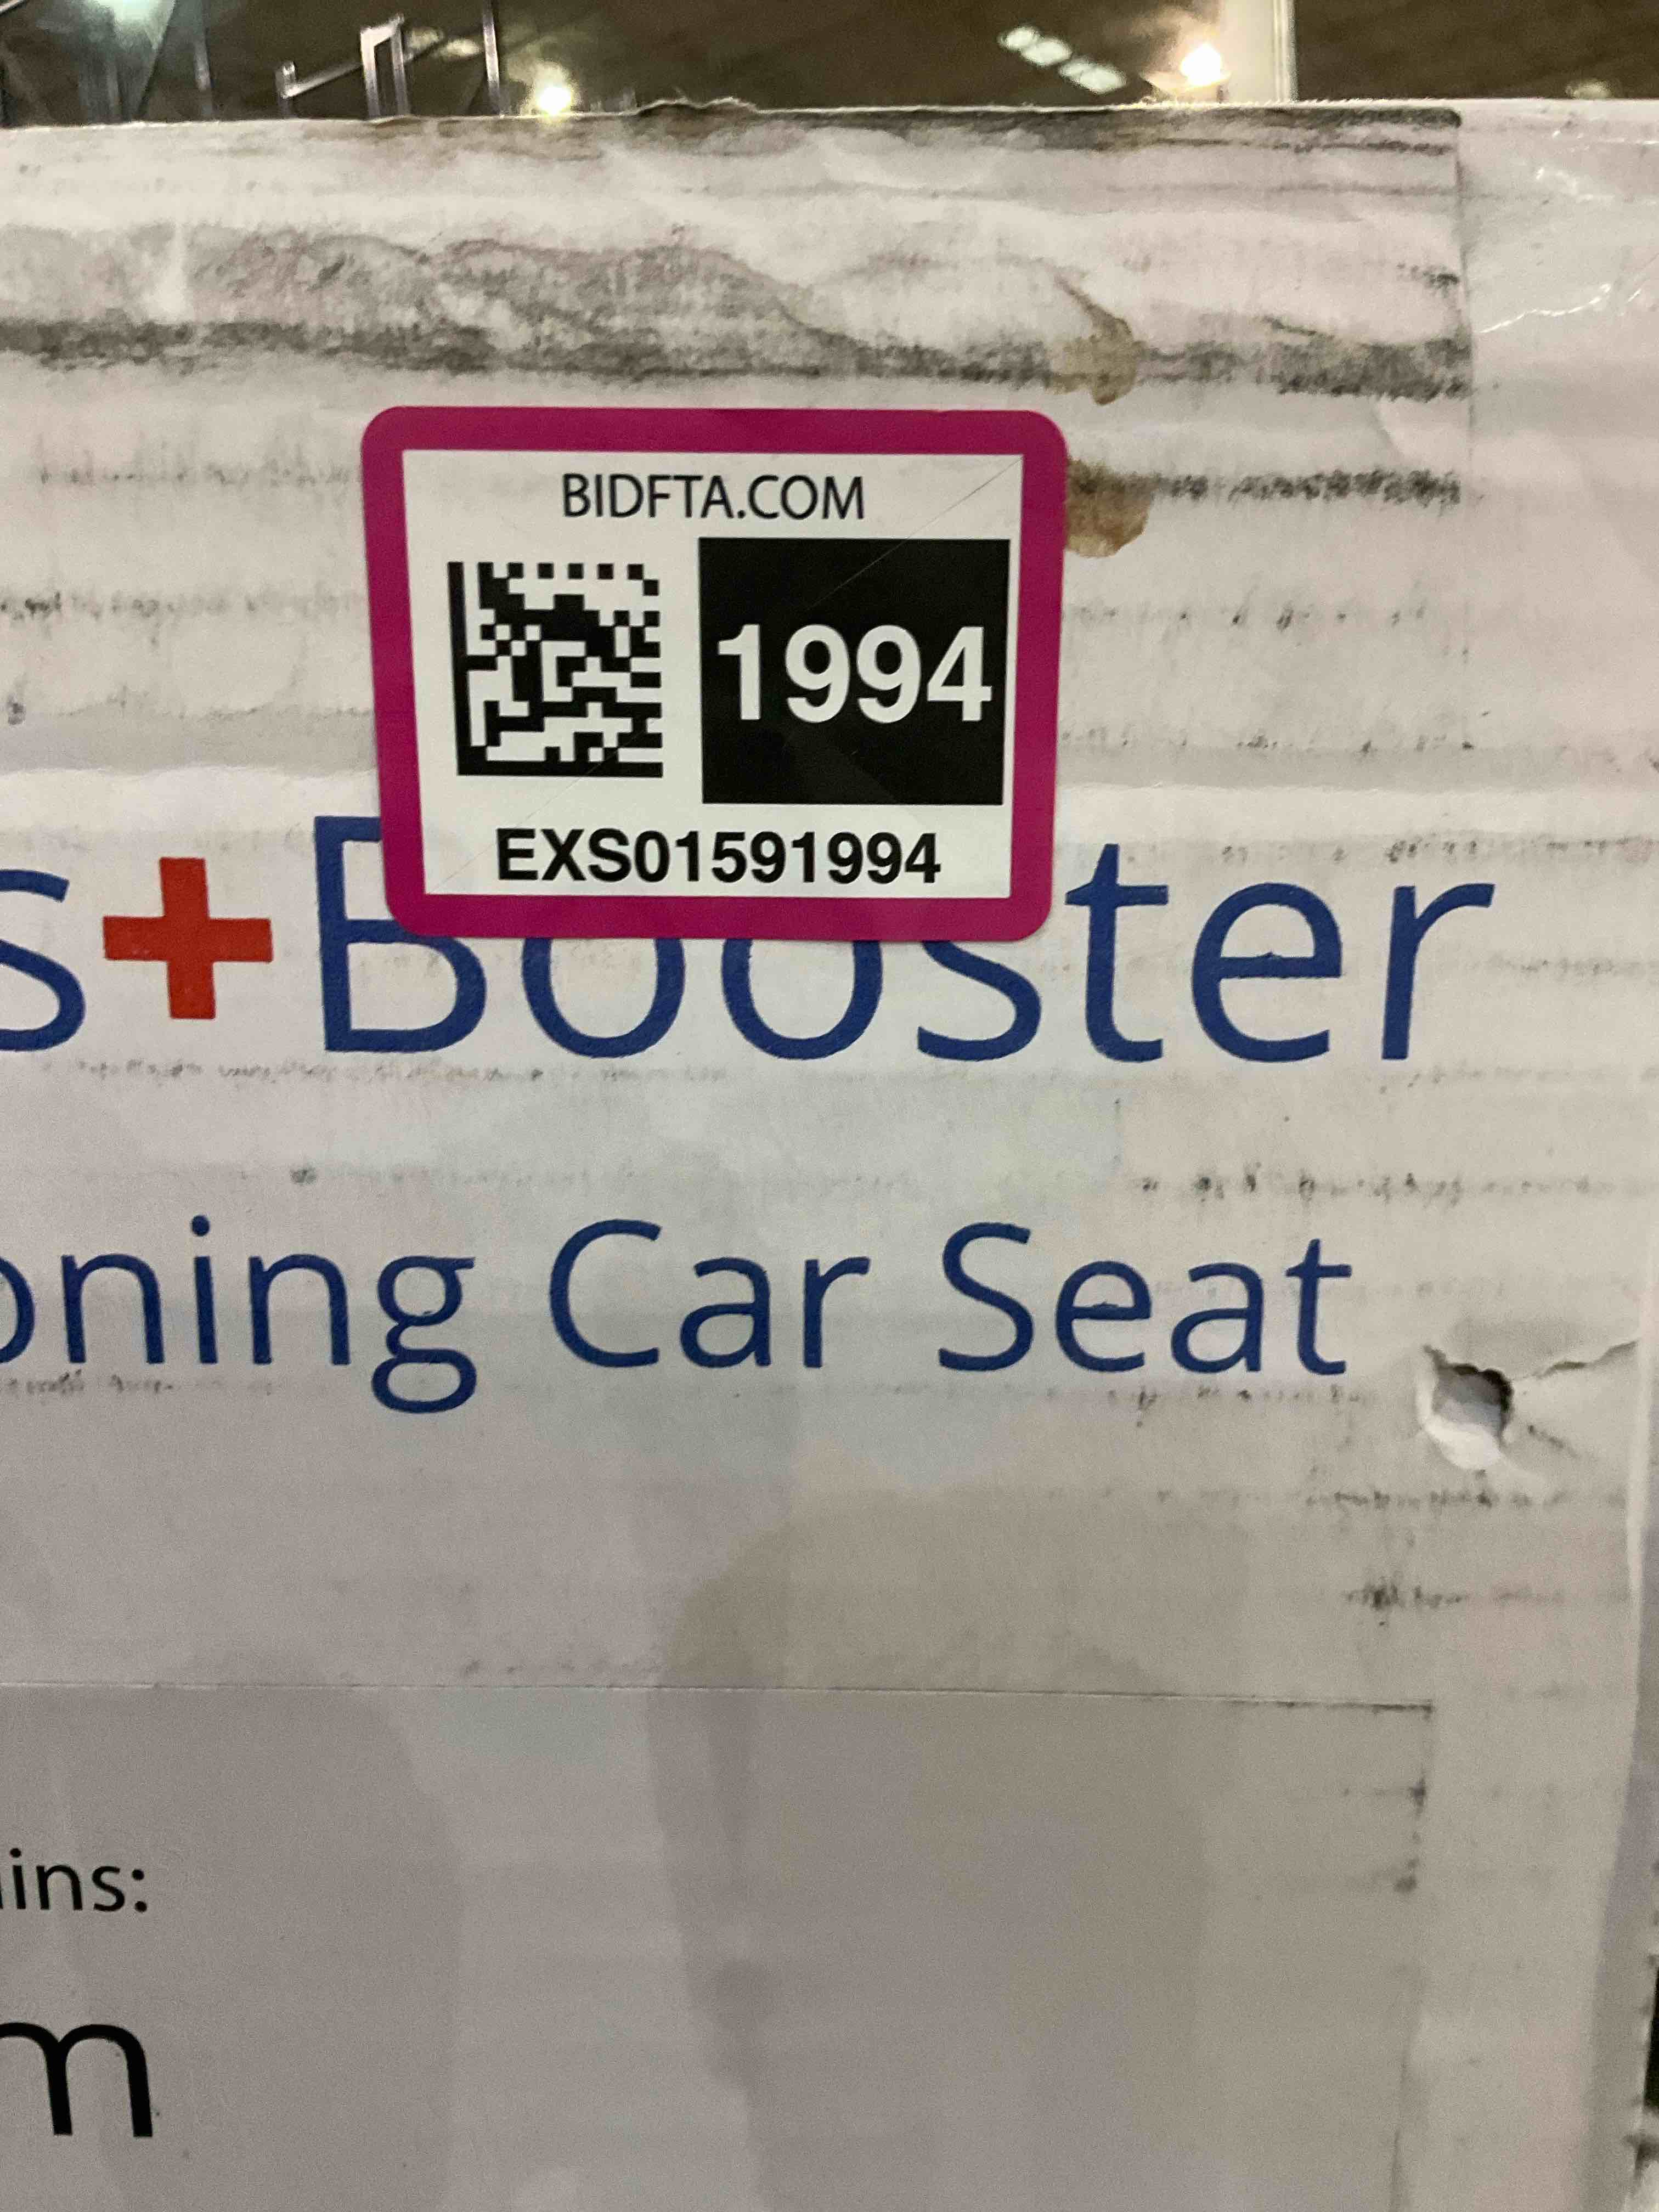 BIDFTA.COM
1994
EXS01591994
s+Booster
oning Car Seat
ins:
m